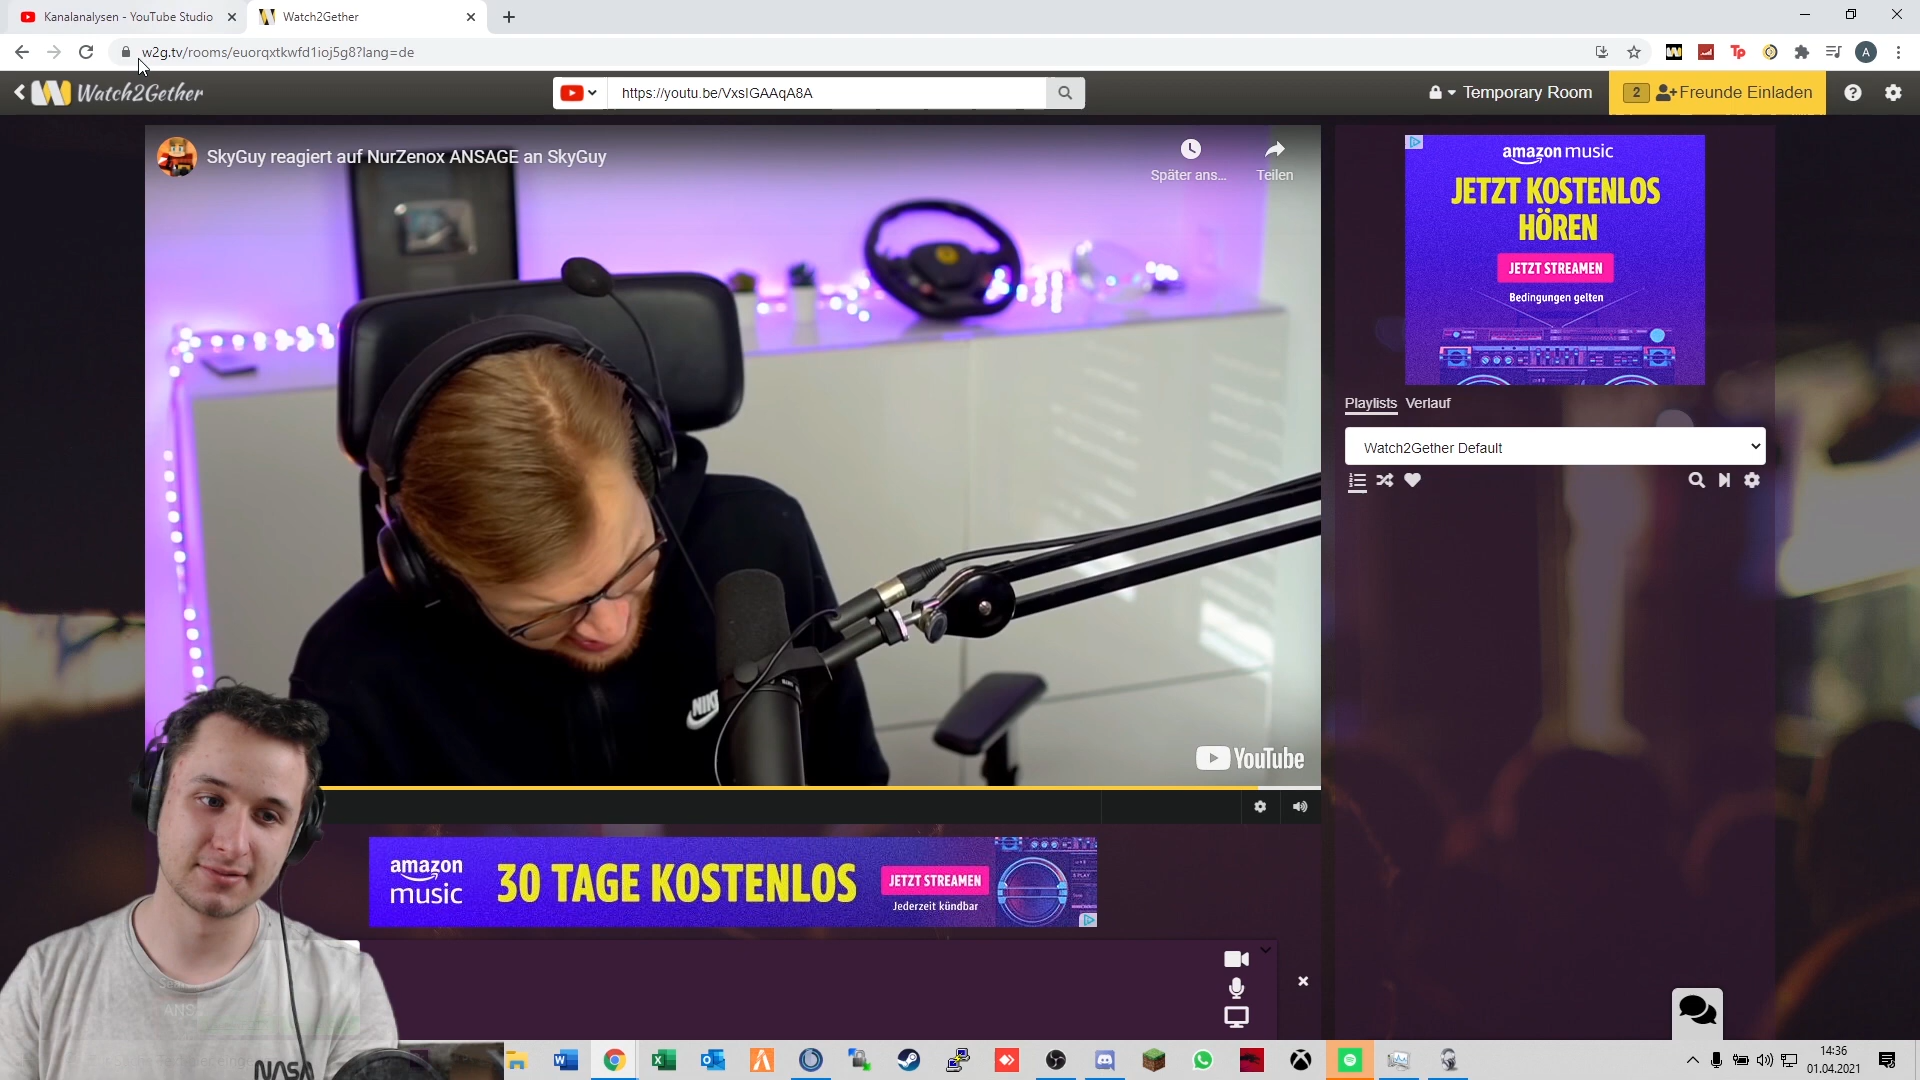 Kanalanalysen - YouTube Studio
Watch2Gether
w2g.tv/rooms/euorqxtkwfd1ioj5g8?lang=de
Watch2Gether
https://youtu.be/VxsIGAAqA8A
Temporary Room
2
Freunde Einladen
SkyGuy reagiert auf NurZenox ANSAGE an SkyGuy
Später ans...
Teilen
amazon music
JETZT KOSTENLOS
HÖREN
JETZT STREAMEN
Bedingungen gelten
Playlists
Verlauf
Watch2Gether Default
NIKE
YouTube
amazon
music
30 TAGE KOSTENLOS
JETZT STREAMEN
Jederzeit kündbar
NASA
14:36
01.04.2021